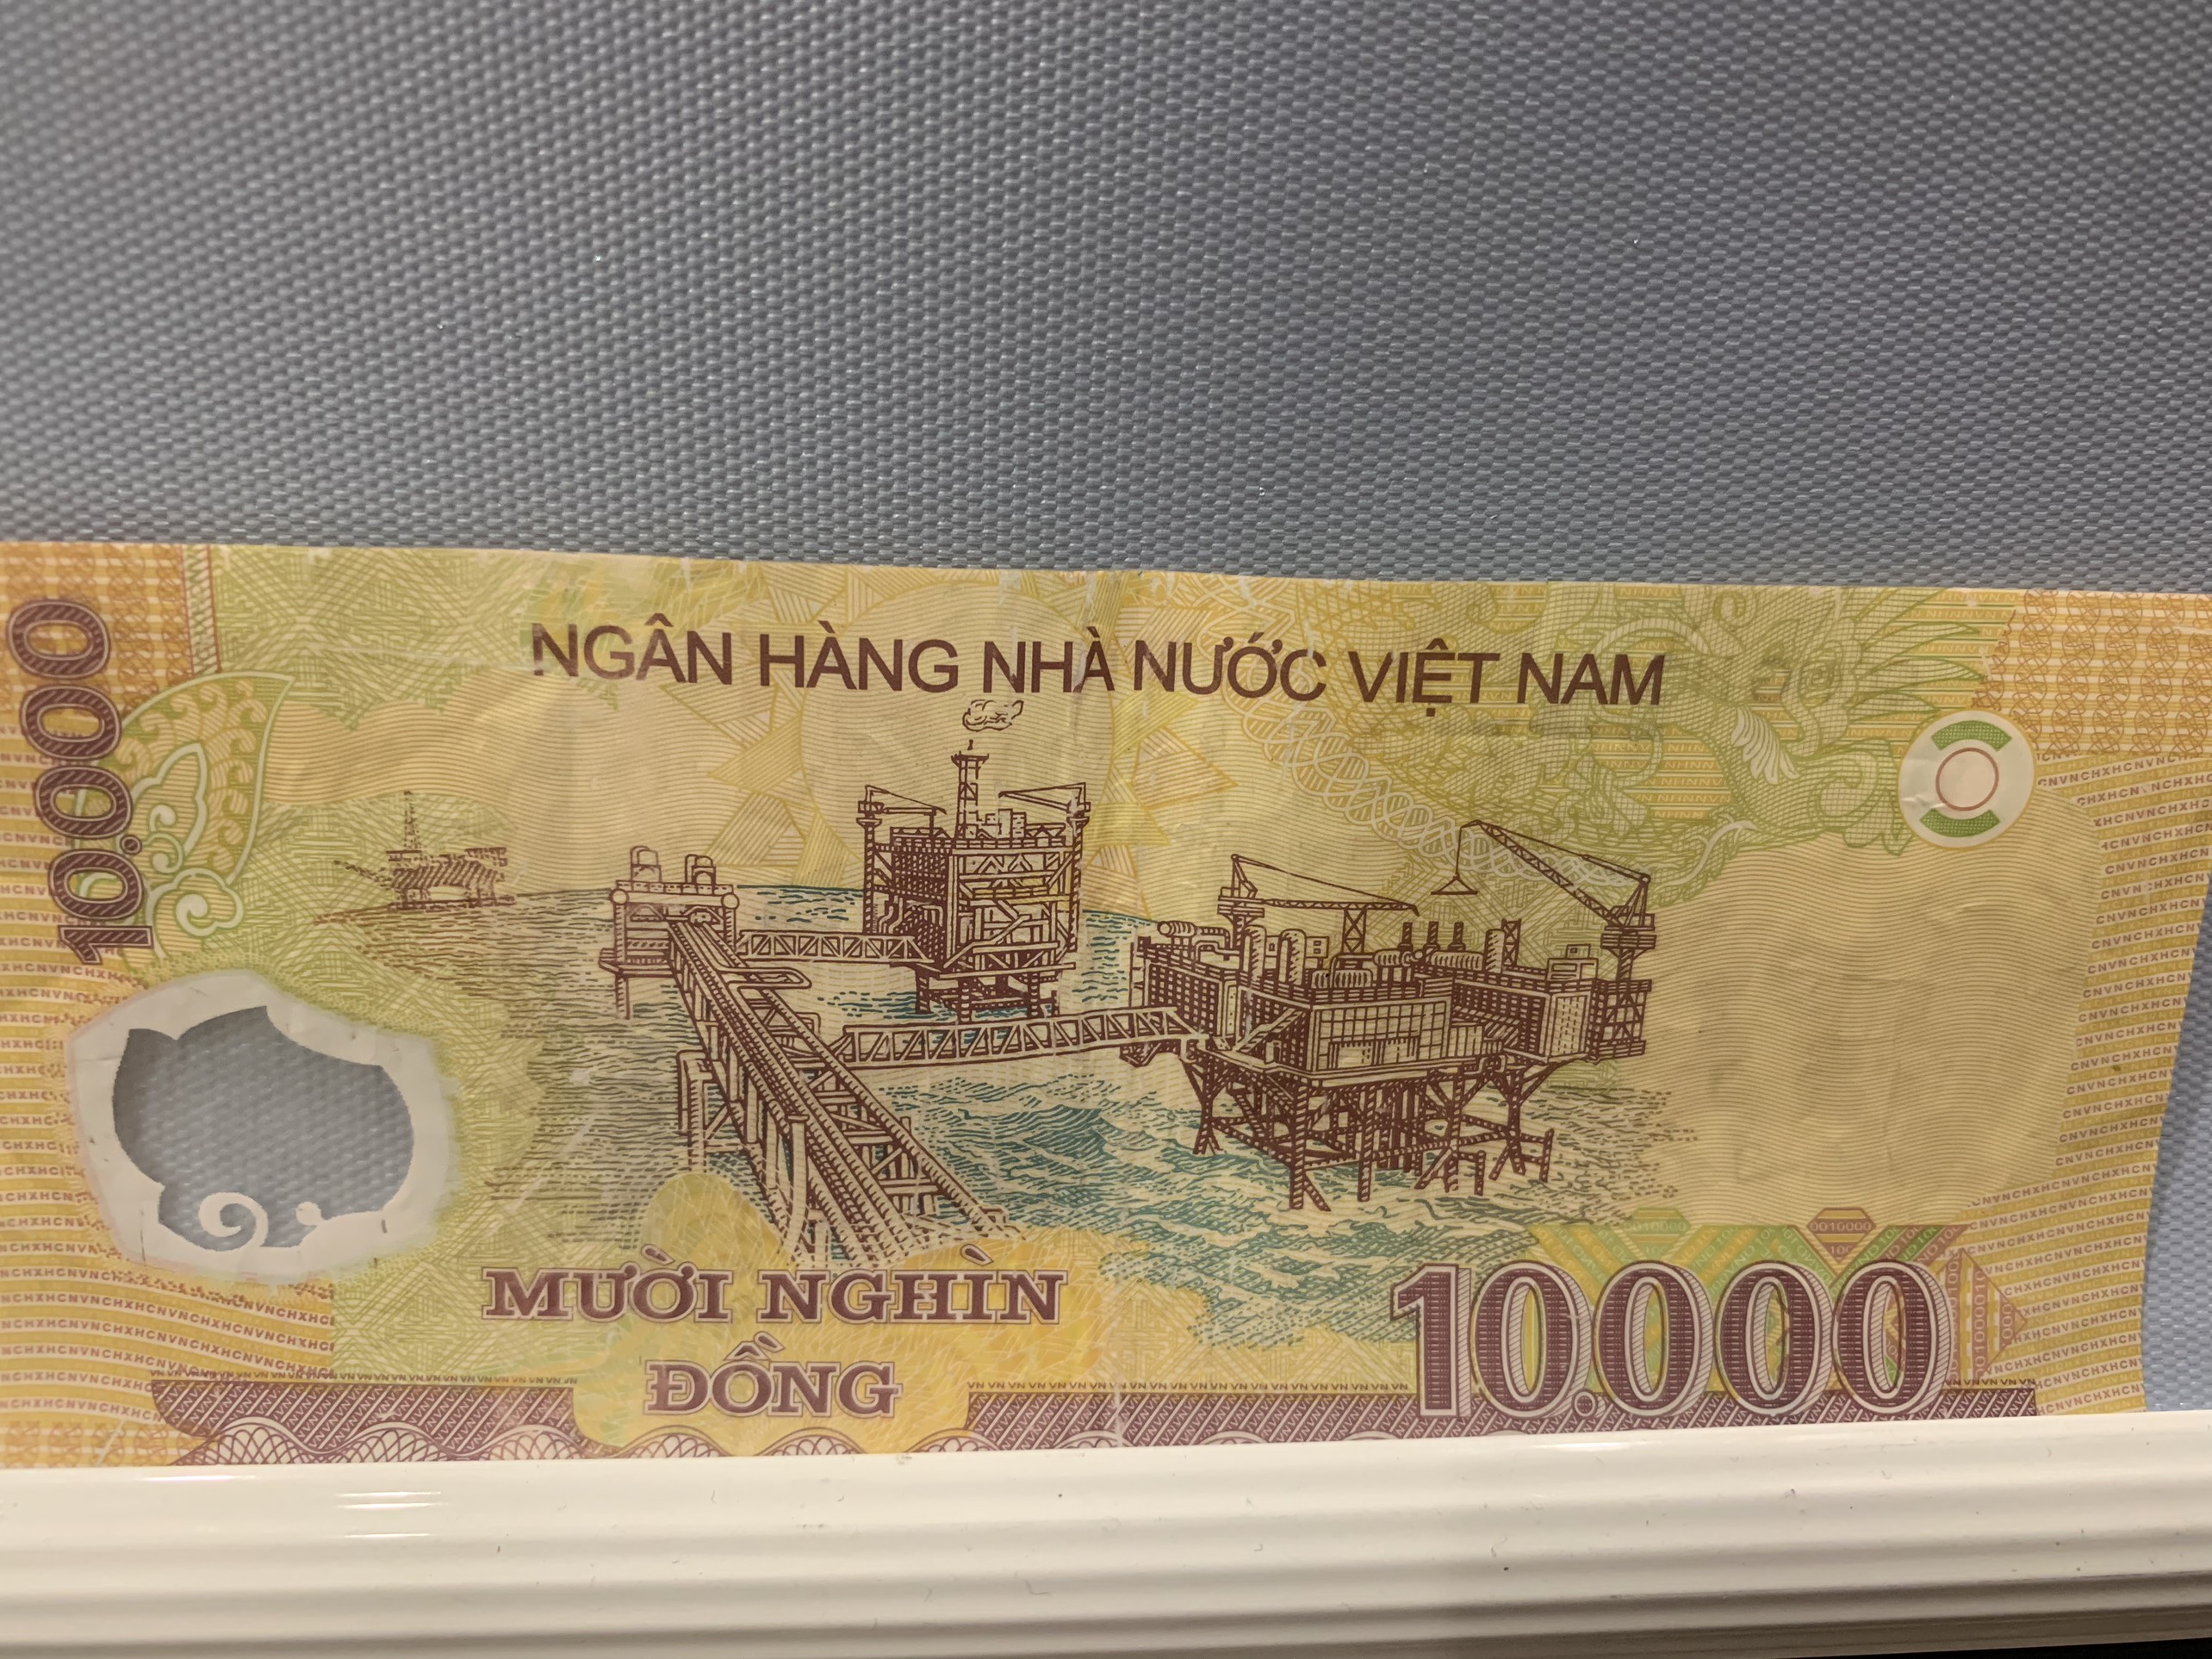 NGÂN HÀNG NHÀ NƯỚC VIỆT NAM
10.000
MƯỜI NGHÌN
ĐỒNG
10.000